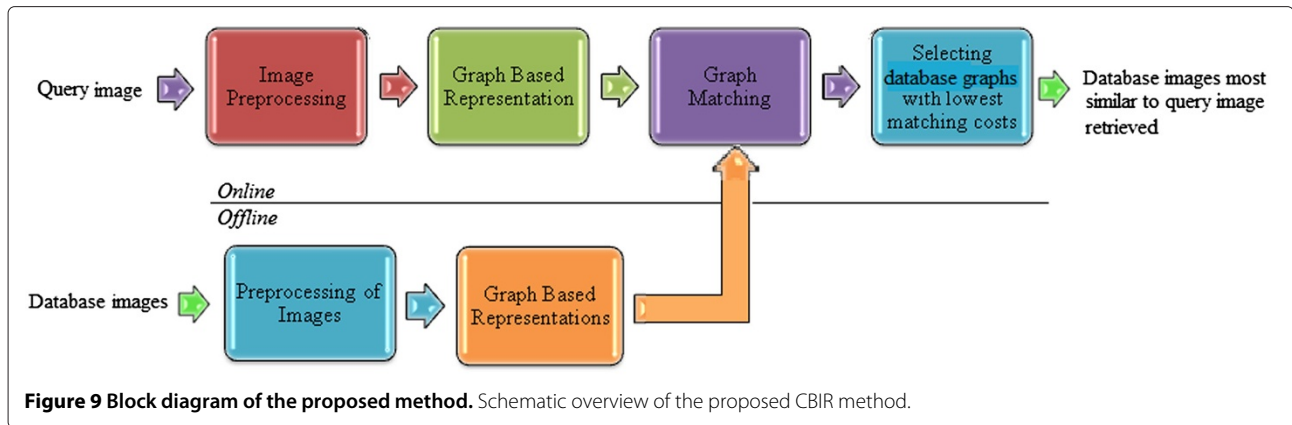 Query image
Image
Preprocessing
Graph Based
Representation
Graph
Matching
Selecting
database graphs
with lowest
matching costs
Database images most
similar to query image
retrieved
Online
Offline
Database images
Preprocessing of
Images
Graph Based
Representations
Figure 9 Block diagram of the proposed method. Schematic overview of the proposed CBIR method.